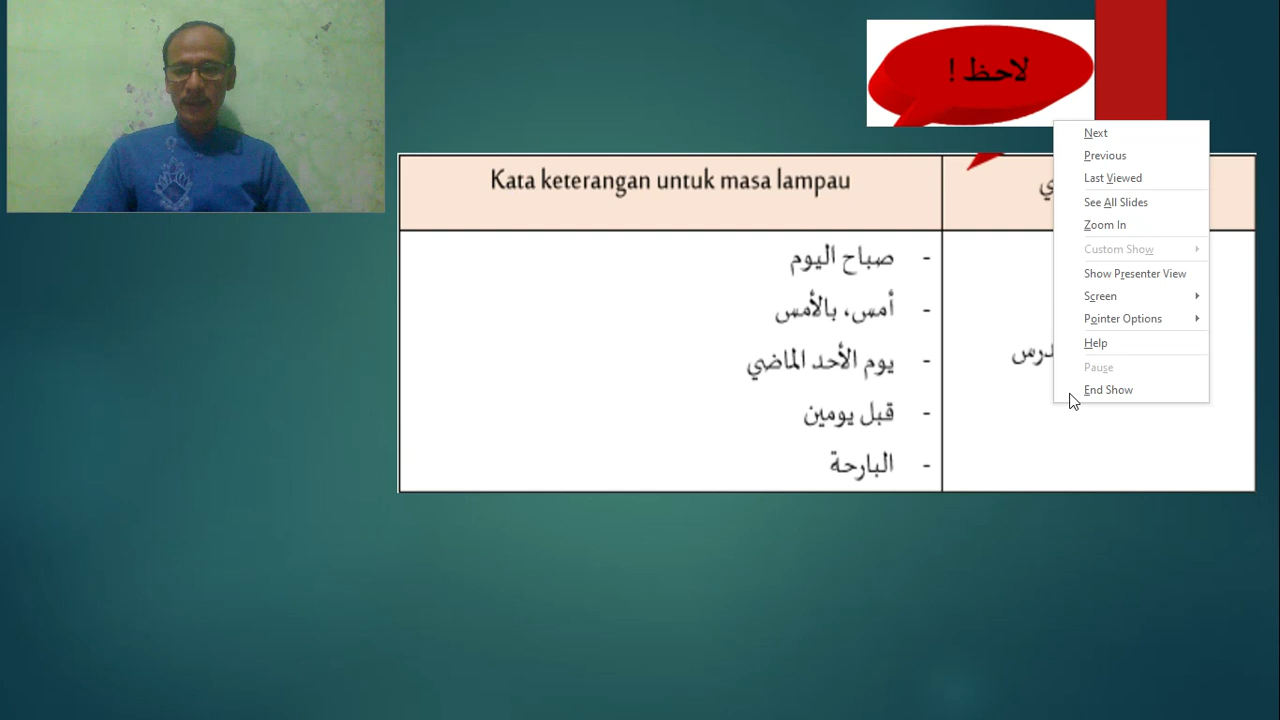 لاحظ !
Kata keterangan untuk masa lampau
- صباح اليوم
- أمس، بالأمس
- يوم الأحد الماضي
- قبل يومين
- البارحة
Next
Previous
Last Viewed
See All Slides
Zoom In
Custom Show
Show Presenter View
Screen
Pointer Options
Help
Pause
End Show